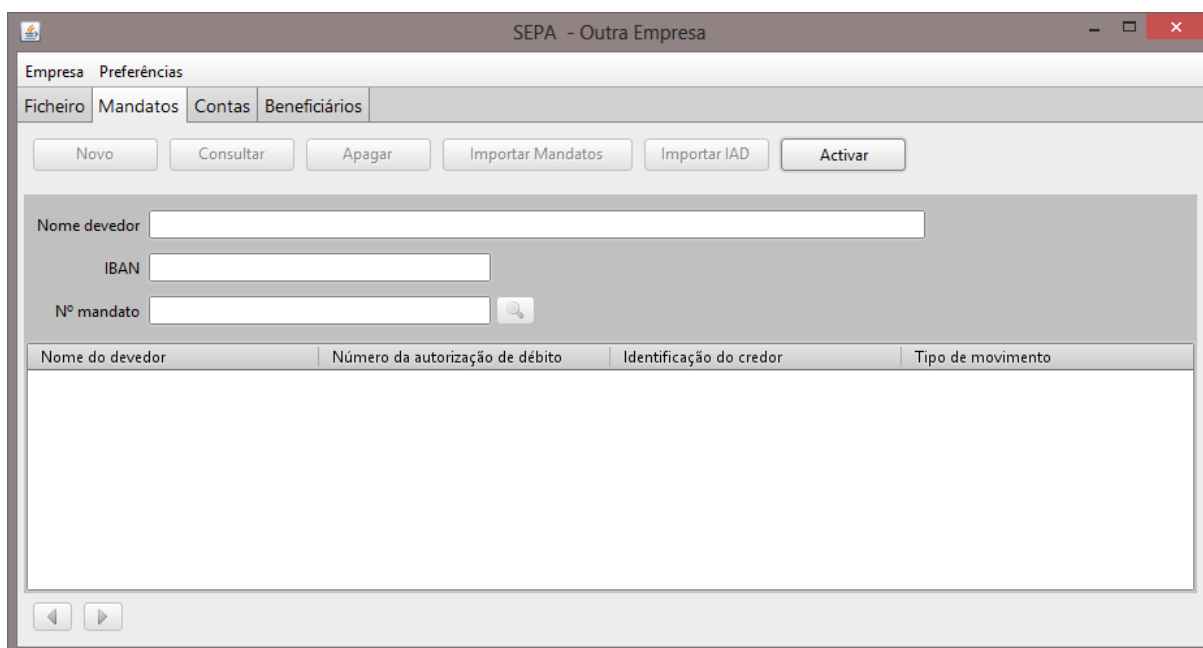 SEPA - Outra Empresa
Empresa Preferências
Ficheiro Mandatos Contas Beneficiários
Novo Consultar Apagar Importar Mandatos Importar IAD Activar
Nome devedor
IBAN
Nº mandato
Nome do devedor Número da autorização de débito Identificação do credor Tipo de movimento